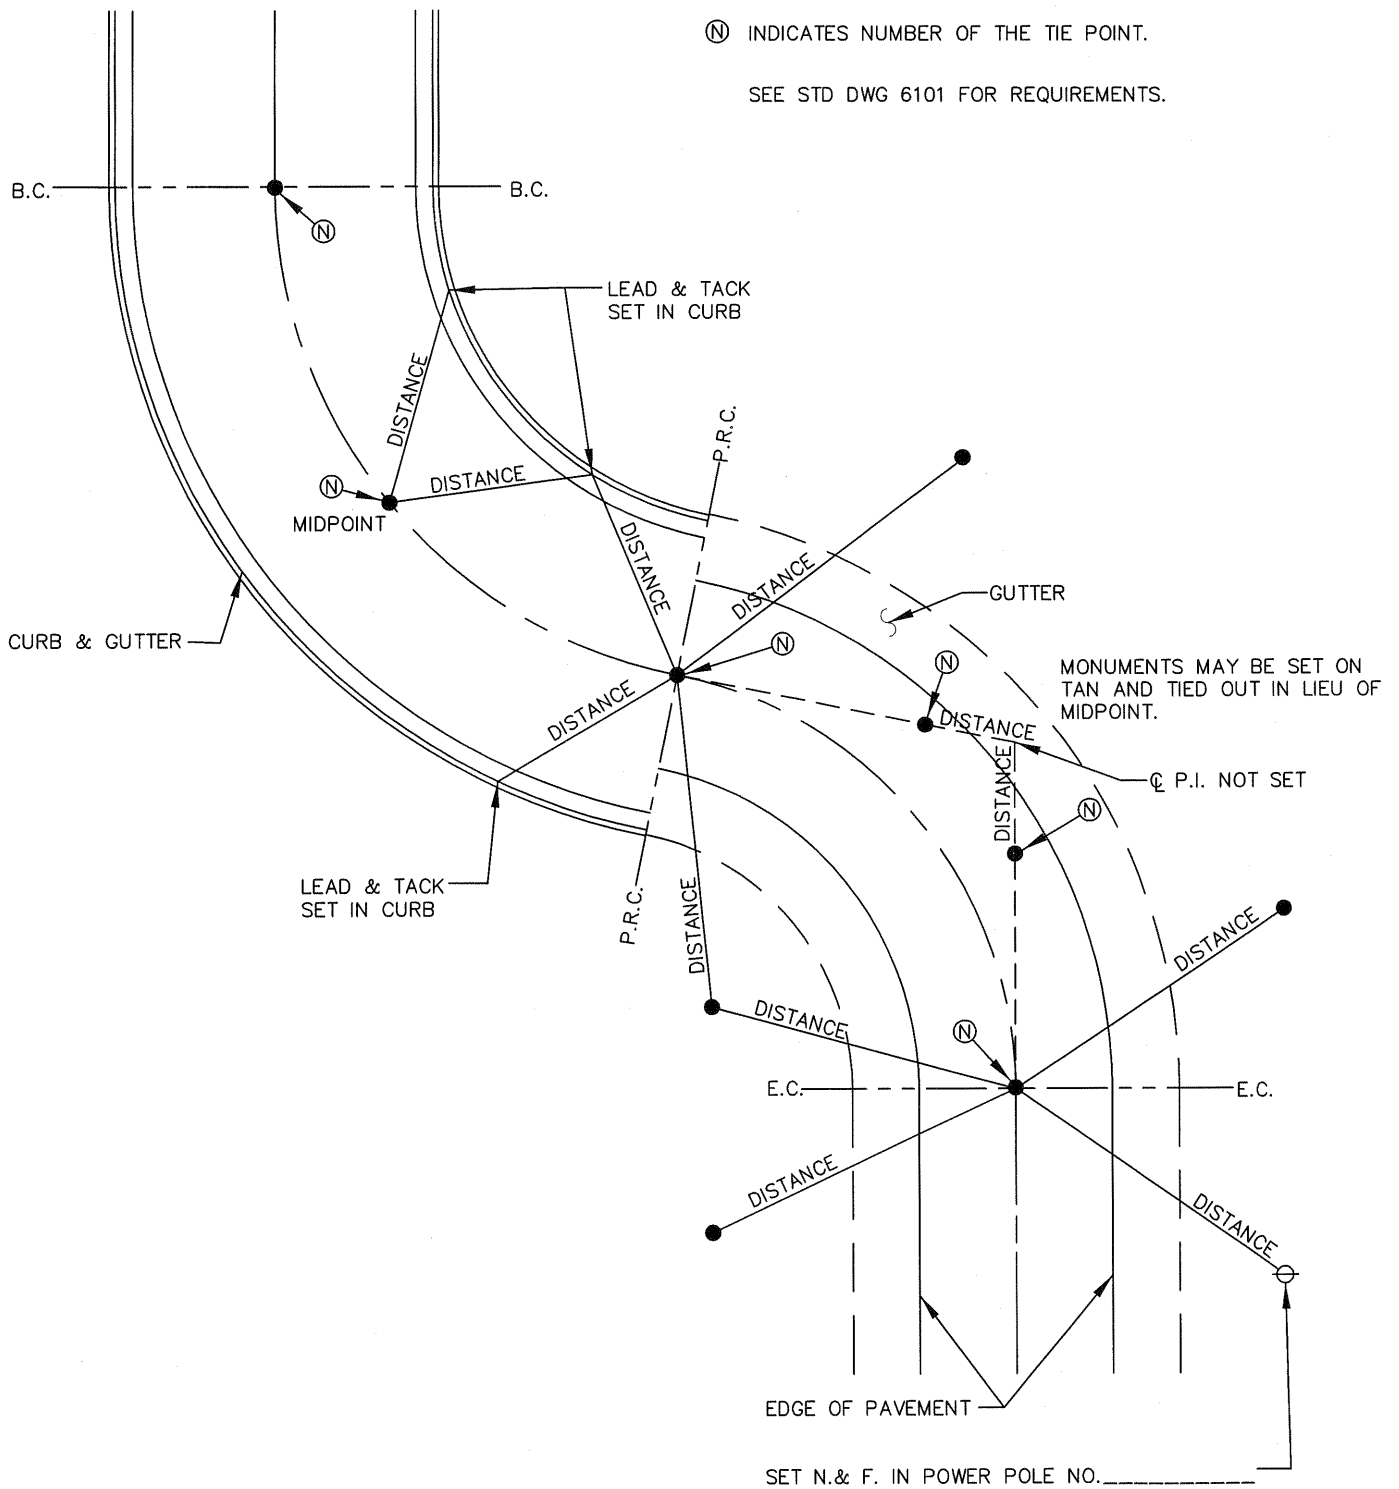 Ⓝ INDICATES NUMBER OF THE TIE POINT.
SEE STD DWG 6101 FOR REQUIREMENTS.
B.C.
B.C.
Ⓝ
LEAD & TACK
SET IN CURB
DISTANCE
P.R.C.
Ⓝ
DISTANCE
MIDPOINT
DISTANCE
DISTANCE
GUTTER
CURB & GUTTER
Ⓝ
Ⓝ
MONUMENTS MAY BE SET ON
TAN AND TIED OUT IN LIEU OF
MIDPOINT.
DISTANCE
DISTANCE
DISTANCE
℄ P.I. NOT SET
Ⓝ
LEAD & TACK
SET IN CURB
P.R.C.
DISTANCE
DISTANCE
DISTANCE
Ⓝ
E.C.
E.C.
DISTANCE
DISTANCE
EDGE OF PAVEMENT
SET N.& F. IN POWER POLE NO.___________